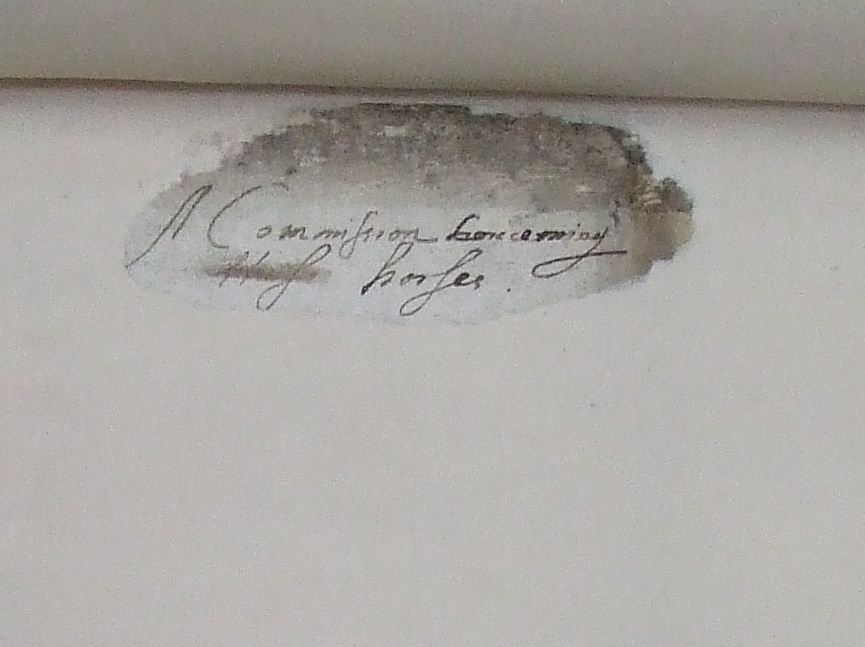 A Commission Concerning
horses.